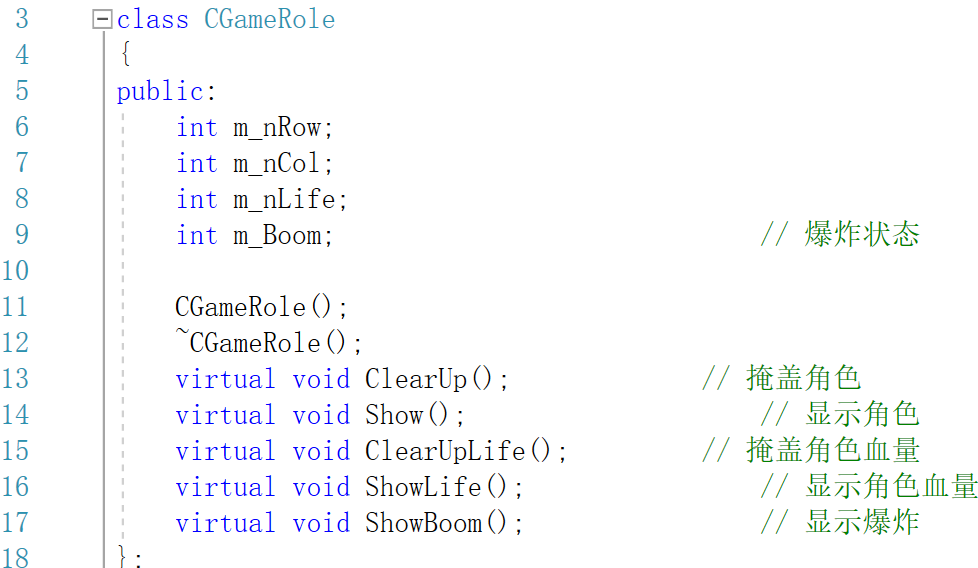 3 class CGameRole
4 {
5 public:
6 int m_nRow;
7 int m_nCol;
8 int m_nLife;
9 int m_Boom; // 爆炸状态
10
11 CGameRole();
12 ~CGameRole();
13 virtual void ClearUp(); // 掩盖角色
14 virtual void Show(); // 显示角色
15 virtual void ClearUpLife(); // 掩盖角色血量
16 virtual void ShowLife(); // 显示角色血量
17 virtual void ShowBoom(); // 显示爆炸
18 };